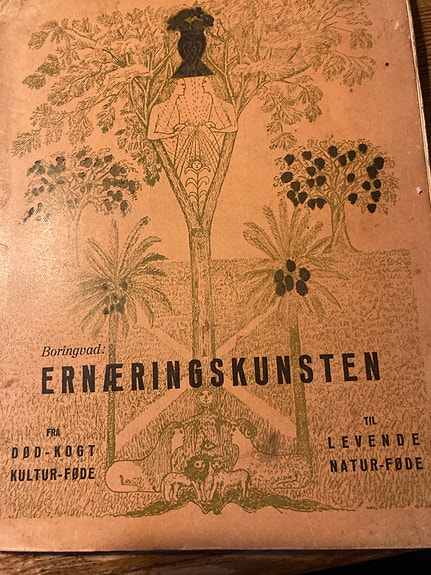 Boringvad:
ERNÆRINGSKUNSTEN
FRA
DØD-KOGT
KULTUR-FØDE
TIL
LEVENDE
NATUR-FØDE